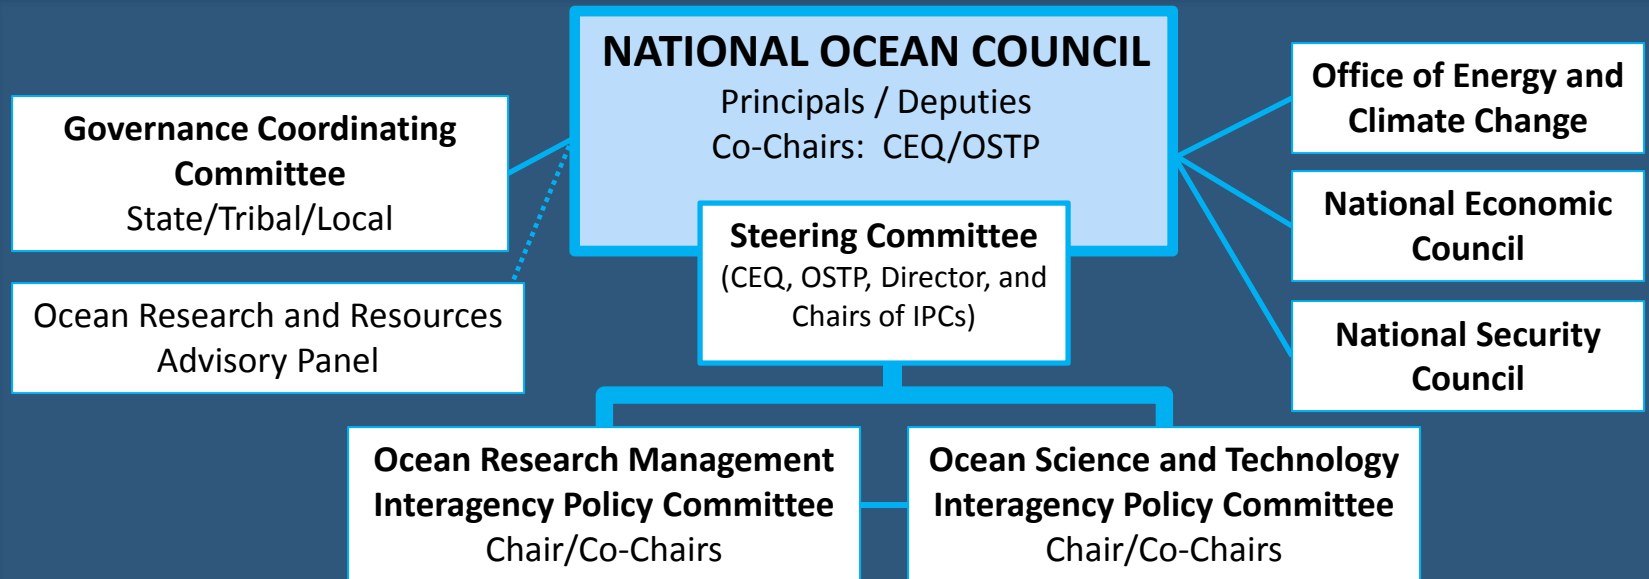 NATIONAL OCEAN COUNCIL
Principals / Deputies
Co-Chairs: CEQ/OSTP
Steering Committee
(CEQ, OSTP, Director, and
Chairs of IPCs)
Governance Coordinating
Committee
State/Tribal/Local
Ocean Research and Resources
Advisory Panel
Office of Energy and
Climate Change
National Economic
Council
National Security
Council
Ocean Research Management
Interagency Policy Committee
Chair/Co-Chairs
Ocean Science and Technology
Interagency Policy Committee
Chair/Co-Chairs